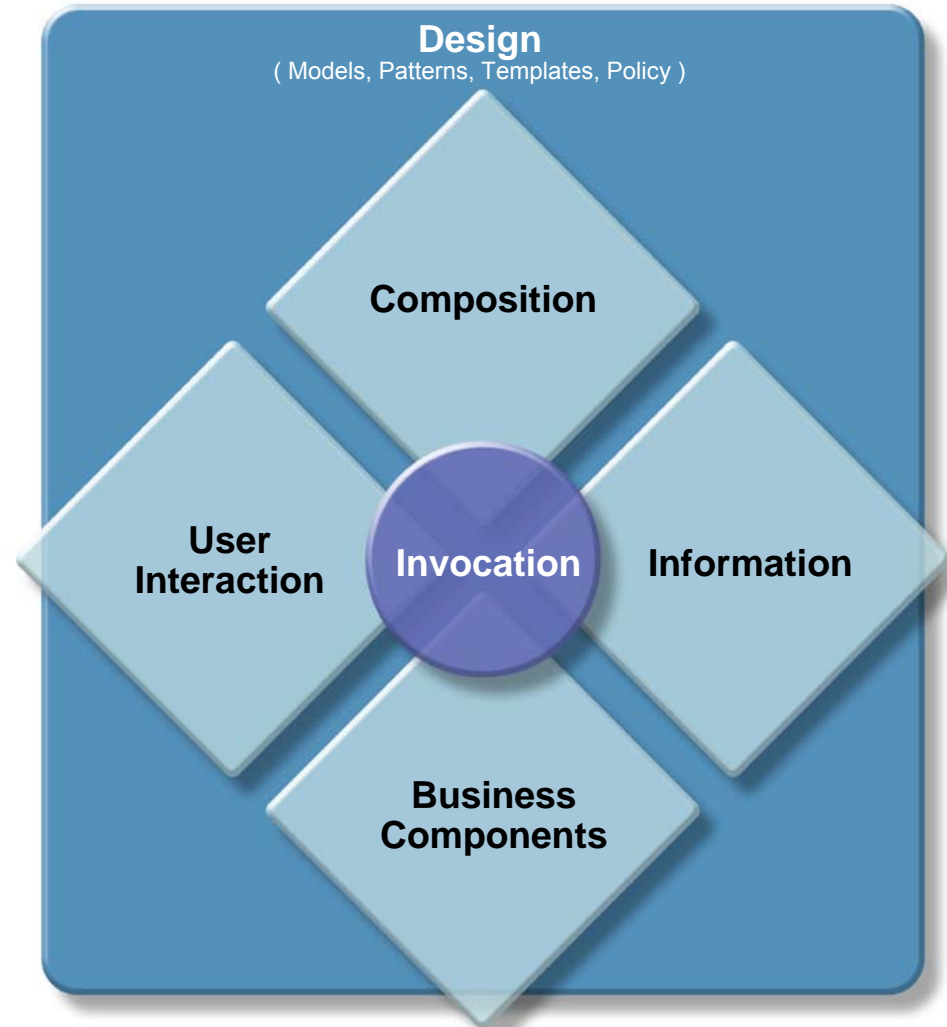 Design
( Models, Patterns, Templates, Policy )
Composition
User
Interaction
Invocation
Information
Business
Components